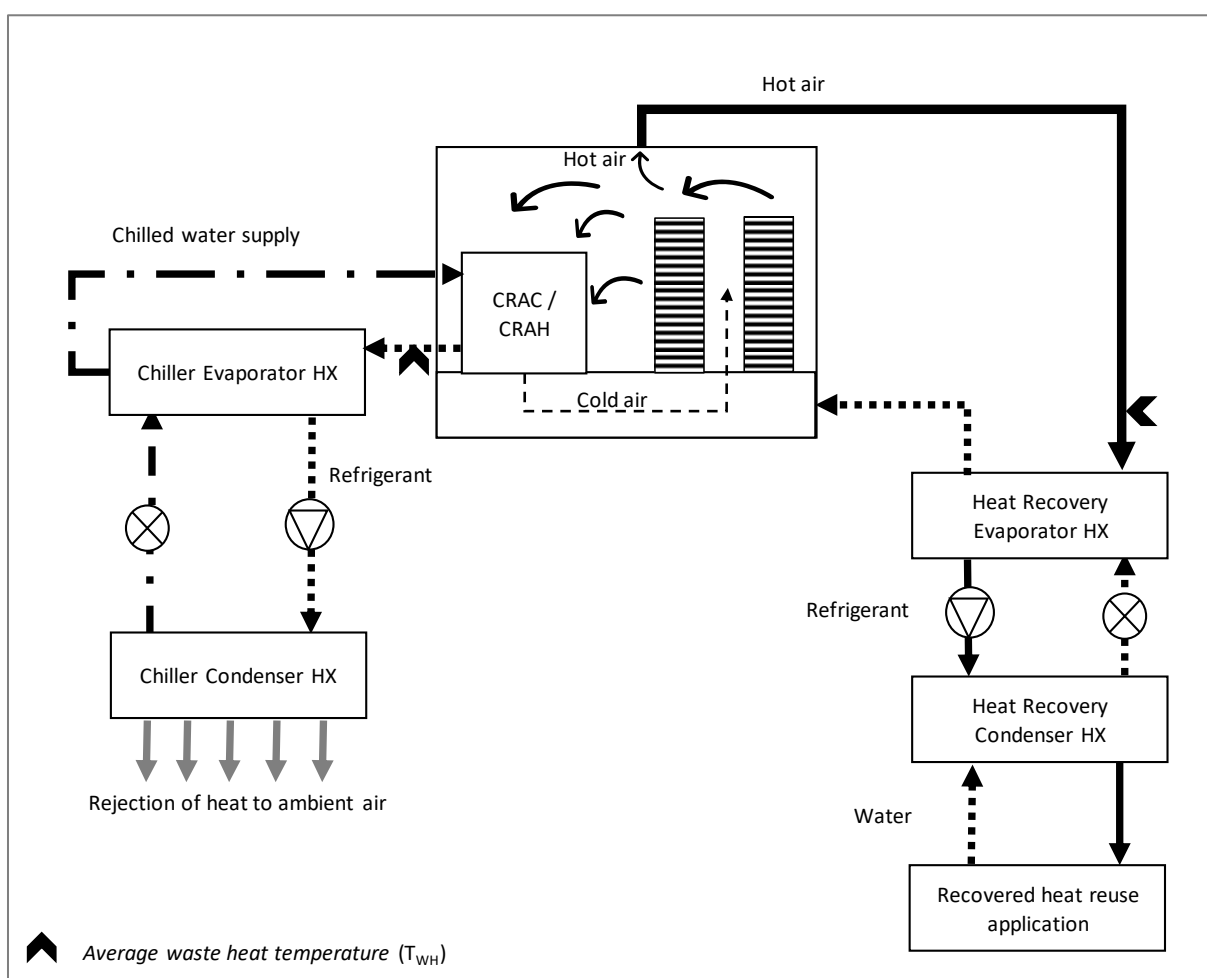 Hot air
Hot air
Chilled water supply
CRAC /
CRAH
Chiller Evaporator HX
Cold air
Refrigerant
Heat Recovery
Evaporator HX
Refrigerant
Chiller Condenser HX
Heat Recovery
Condenser HX
Rejection of heat to ambient air
Water
Recovered heat reuse
application
Average waste heat temperature (TWH)